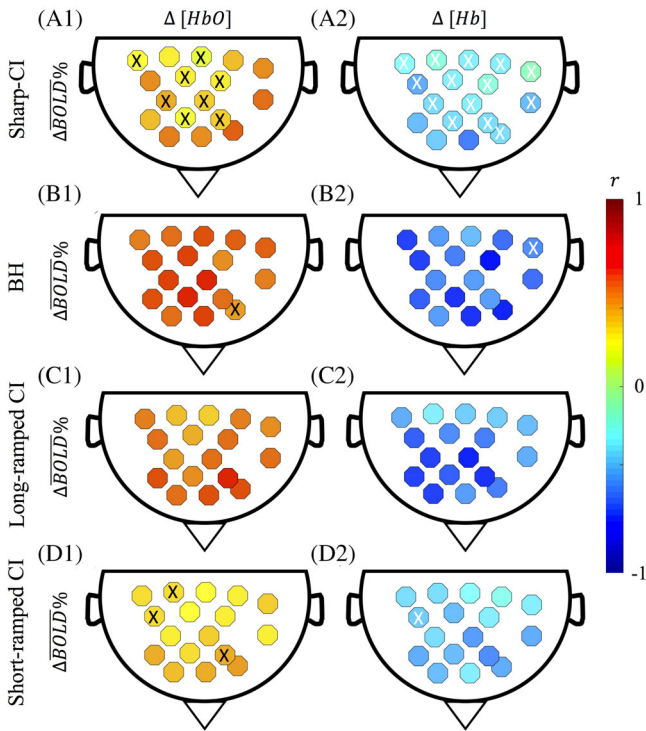 Δ [HbO]
Δ [Hb]
(A1)
(A2)
Sharp-CI
ΔBOLD%
X X X X X X X X X
X X X X X X X X X X X X X
(B1)
(B2)
BH
ΔBOLD%
X
X
r
1
0
-1
(C1)
(C2)
Long-ramped CI
ΔBOLD%
(D1)
(D2)
Short-ramped CI
ΔBOLD%
X X X
X